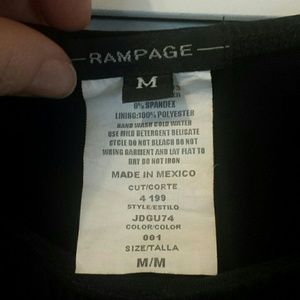 RAMPAGE
M
% SPANDEX
LINING:100% POLYESTER
HAND WASH COLD WATER
USE MILD DETERGENT DELICATE
CYCLE DO NOT BLEACH DO NOT
WRING GARMENT AND LAY FLAT TO
DRY DO NOT IRON
MADE IN MEXICO
CUT/CORTE
4 199
STYLE/ESTILO
JDGU74
COLOR/COLOR
001
SIZE/TALLA
M/M